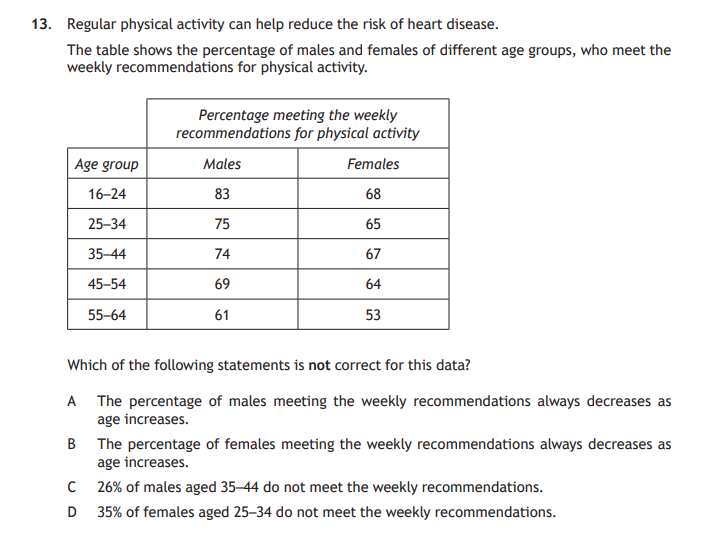 13. Regular physical activity can help reduce the risk of heart disease.
The table shows the percentage of males and females of different age groups, who meet the
weekly recommendations for physical activity.
Percentage meeting the weekly
recommendations for physical activity
Age group Males Females
16–24 83 68
25–34 75 65
35–44 74 67
45–54 69 64
55–64 61 53
Which of the following statements is not correct for this data?
A The percentage of males meeting the weekly recommendations always decreases as
age increases.
B The percentage of females meeting the weekly recommendations always decreases as
age increases.
C 26% of males aged 35–44 do not meet the weekly recommendations.
D 35% of females aged 25–34 do not meet the weekly recommendations.